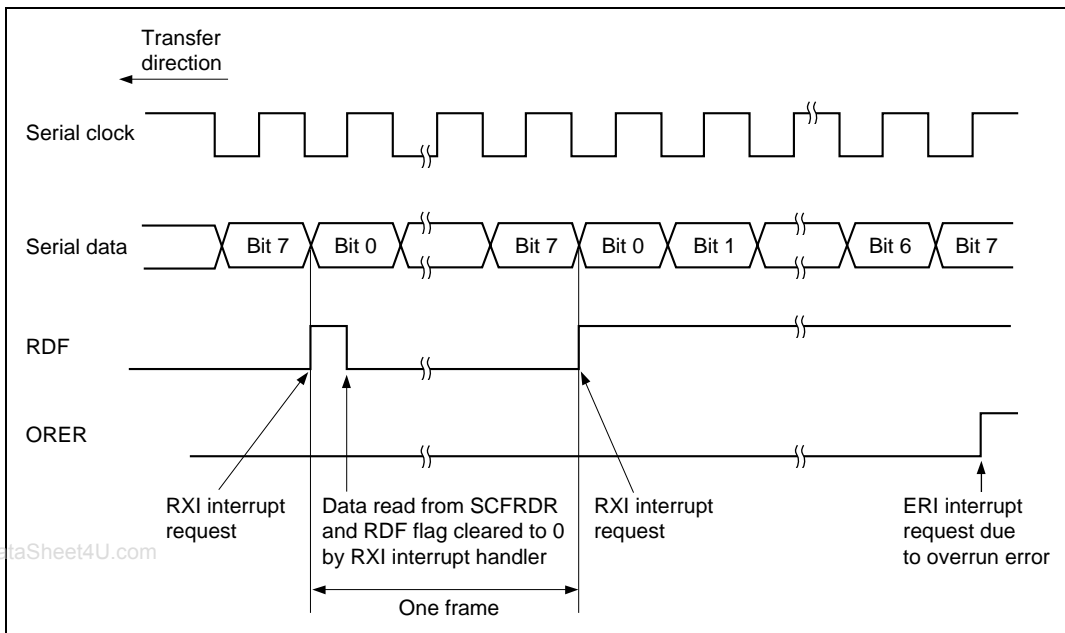 Transfer
direction
Serial clock
Serial data
Bit 7 Bit 0 Bit 7 Bit 0 Bit 1 Bit 6 Bit 7
RDF
ORER
RXI interrupt
request
Data read from SCFRDR
and RDF flag cleared to 0
by RXI interrupt handler
RXI interrupt
request
ERI interrupt
request due
to overrun error
One frame
taSheet4U.com